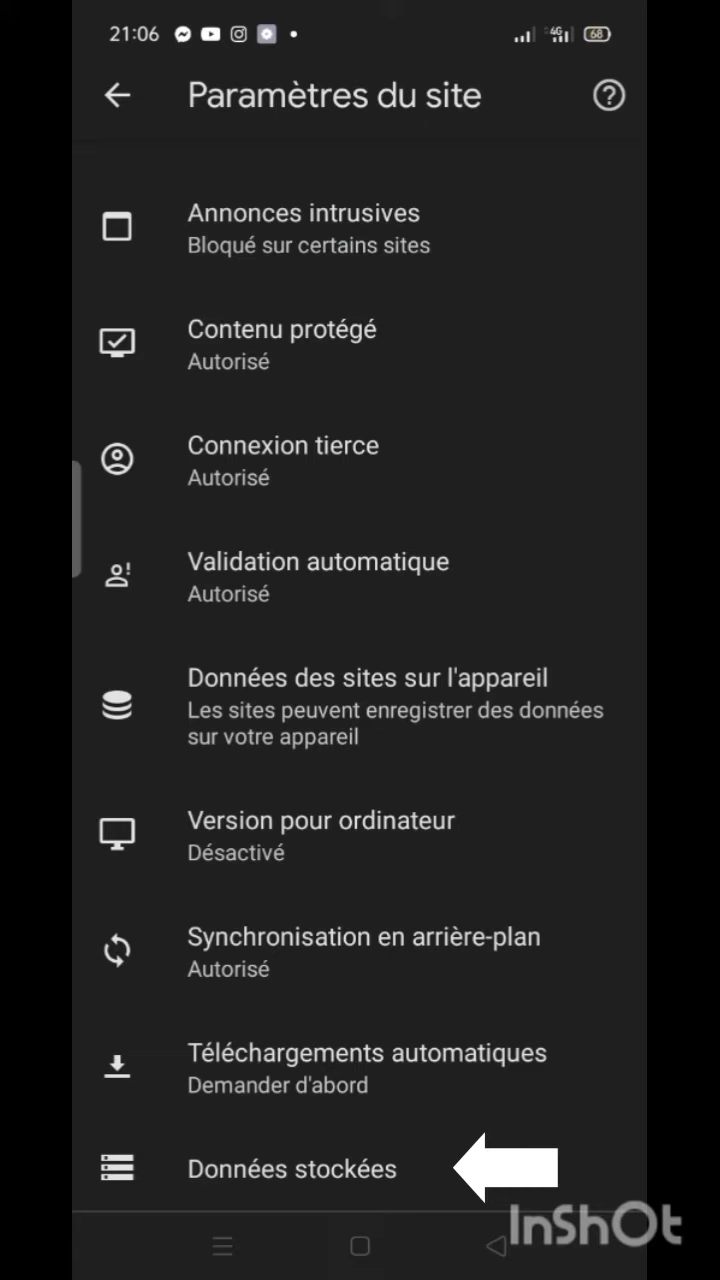 21:06 4G 68
Paramètres du site
Annonces intrusives
Bloqué sur certains sites
Contenu protégé
Autorisé
Connexion tierce
Autorisé
Validation automatique
Autorisé
Données des sites sur l'appareil
Les sites peuvent enregistrer des données
sur votre appareil
Version pour ordinateur
Désactivé
Synchronisation en arrière-plan
Autorisé
Téléchargements automatiques
Demander d'abord
Données stockées
InShOt